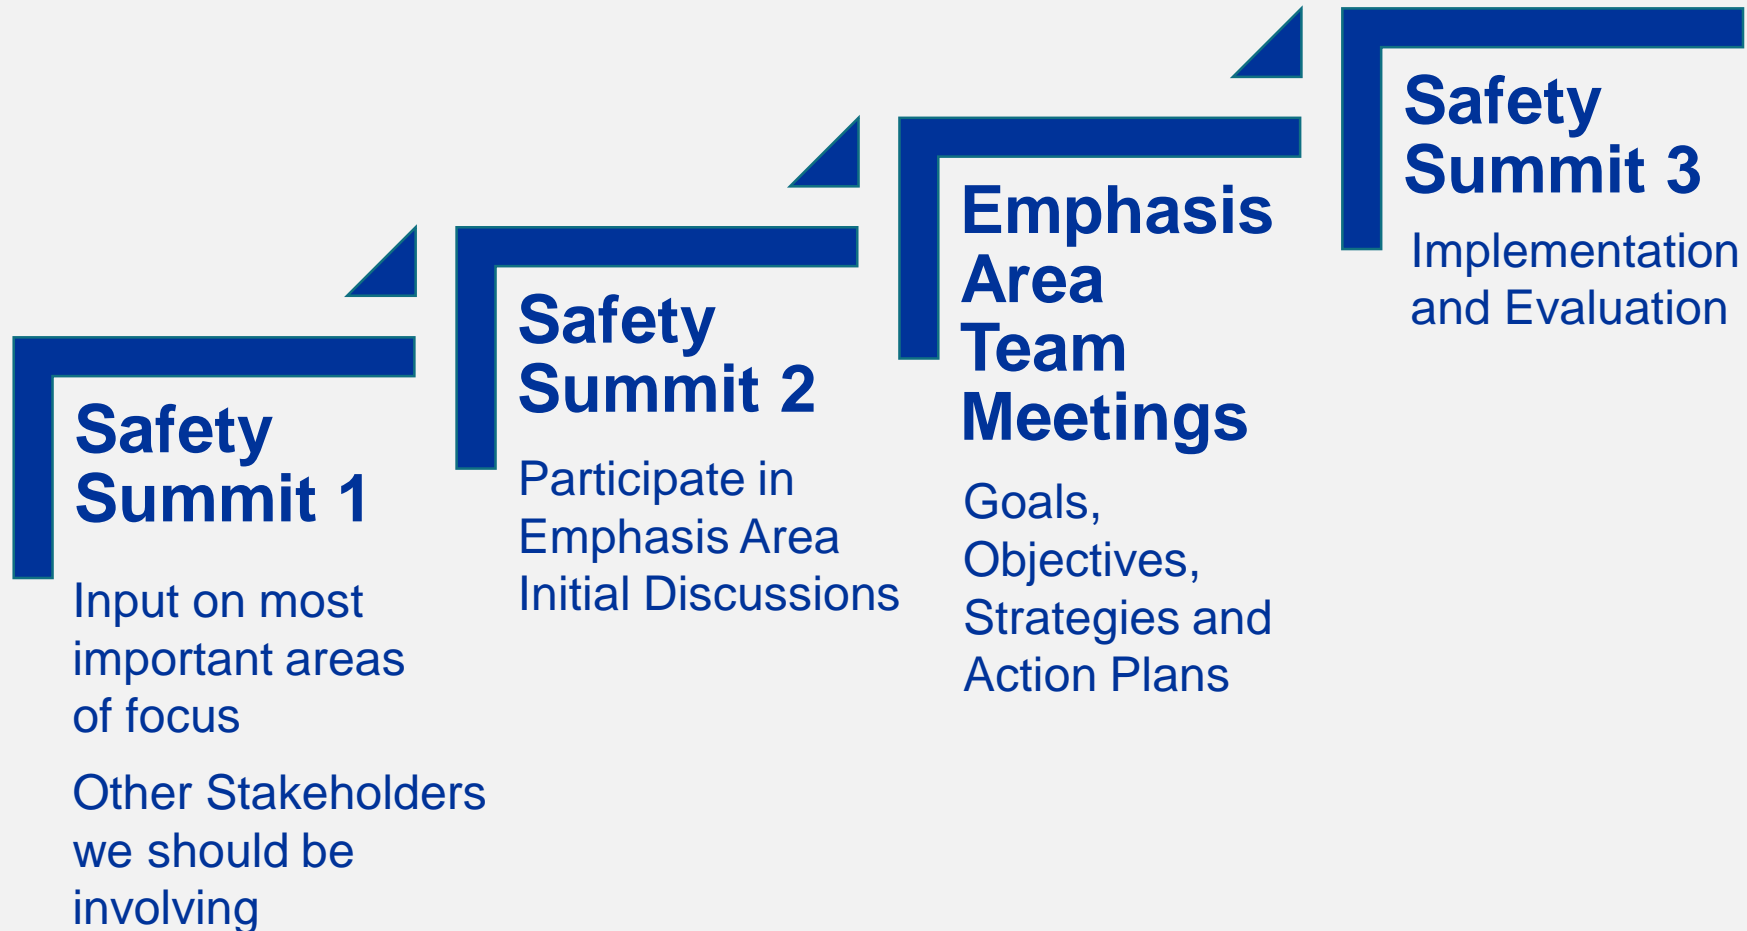 Safety
Summit 1
Input on most
important areas
of focus
Other Stakeholders
we should be
involving
Safety
Summit 2
Participate in
Emphasis Area
Initial Discussions
Emphasis
Area
Team
Meetings
Goals,
Objectives,
Strategies and
Action Plans
Safety
Summit 3
Implementation
and Evaluation